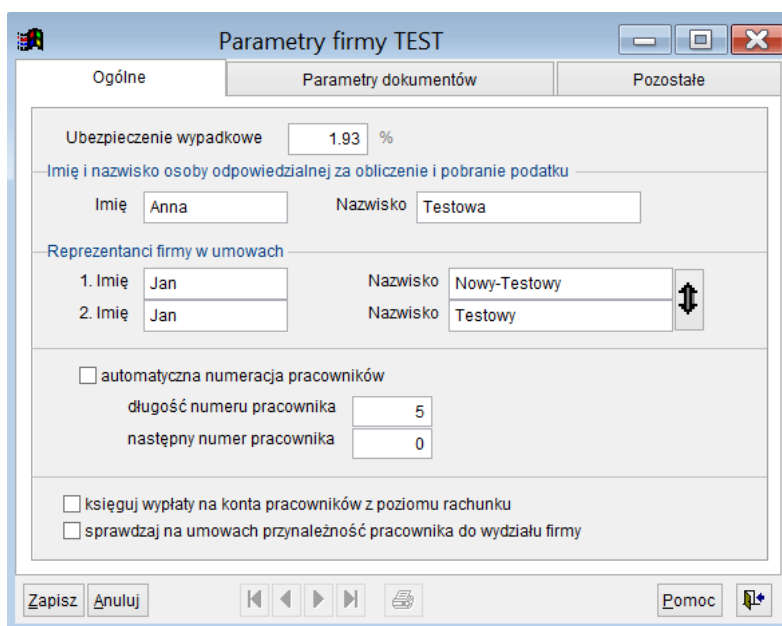 Parametry firmy TEST
Ogólne Parametry dokumentów Pozostałe
Ubezpieczenie wypadkowe 1.93 %
Imię i nazwisko osoby odpowiedzialnej za obliczenie i pobranie podatku
Imię Anna Nazwisko Testowa
Reprezentanci firmy w umowach
1. Imię Jan Nazwisko Nowy-Testowy
2. Imię Jan Nazwisko Testowy
automatyczna numeracja pracowników
długość numeru pracownika 5
następny numer pracownika 0
księguj wypłaty na konta pracowników z poziomu rachunku
sprawdzaj na umowach przynależność pracownika do wydziału firmy
Zapisz Anuluj Pomoc